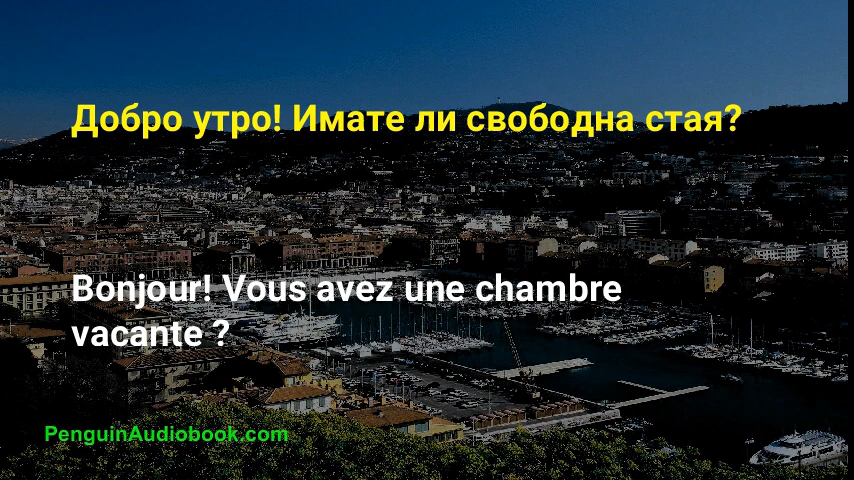 Добро утро! Имате ли свободна стая?
Bonjour! Vous avez une chambre
vacante ?
PenguinAudiobook.com